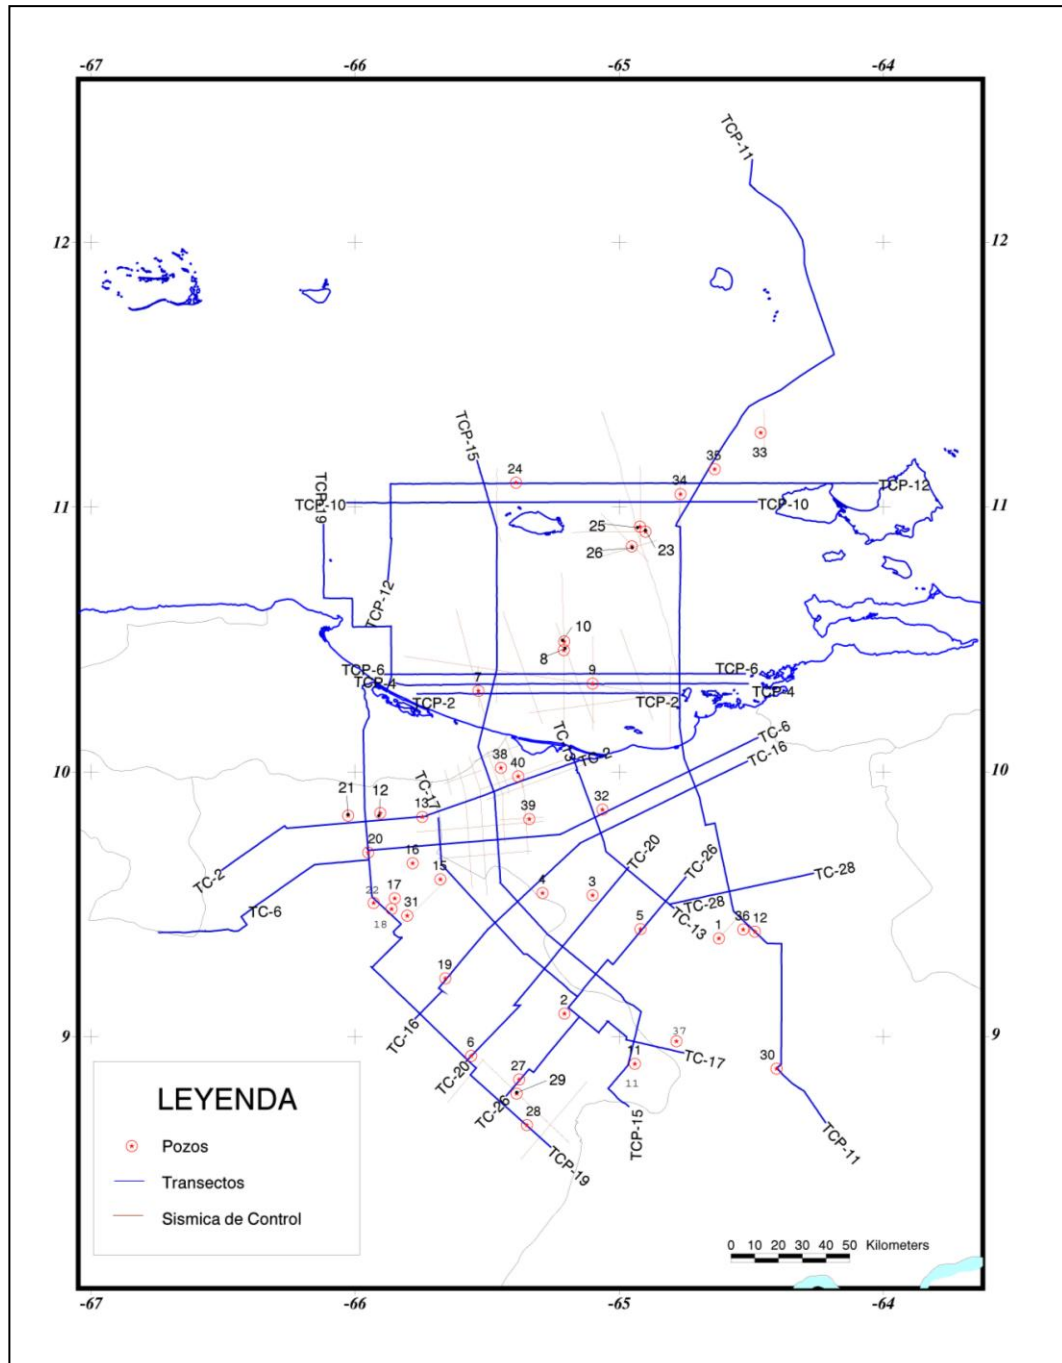 -67 -66 -65 -64
TCP-11
12 12
TCP-15
33
35
24
34
TCP-12
11 TCP-19 TCP-10 TCP-10 11
25
26 23
TCP-12
10
8
TCP-6 TCP-6
7 9
TCP-4 TCP-4
TCP-2 TCP-2
TC-13 TC-2 TC-6
TC-16
10 38 40 10
TC-17
21 12 13 39 32
20
16 15 TC-20 TC-26
TC-2
TC-28
22 17 4 3
TC-6 18 31 TC-28
5 TC-13 1 36 12
19
2
TC-16
9 6 37 9
TC-20 11 TC-17 30
27
29 11
TC-26
28
TCP-15 TCP-11
TCP-19
LEYENDA
Pozos
Transectos
Sismica de Control
0 10 20 30 40 50 Kilometers
-67 -66 -65 -64